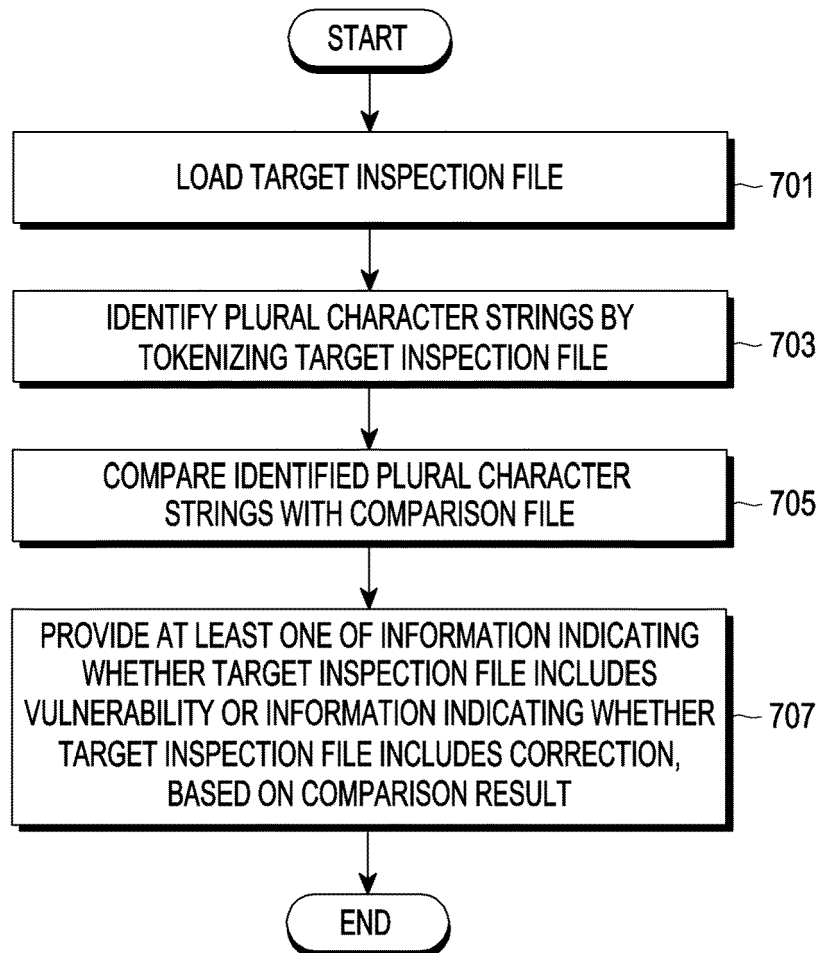 START
LOAD TARGET INSPECTION FILE
701
IDENTIFY PLURAL CHARACTER STRINGS BY
TOKENIZING TARGET INSPECTION FILE
703
COMPARE IDENTIFIED PLURAL CHARACTER
STRINGS WITH COMPARISON FILE
705
PROVIDE AT LEAST ONE OF INFORMATION INDICATING
WHETHER TARGET INSPECTION FILE INCLUDES
VULNERABILITY OR INFORMATION INDICATING WHETHER
TARGET INSPECTION FILE INCLUDES CORRECTION,
BASED ON COMPARISON RESULT
707
END